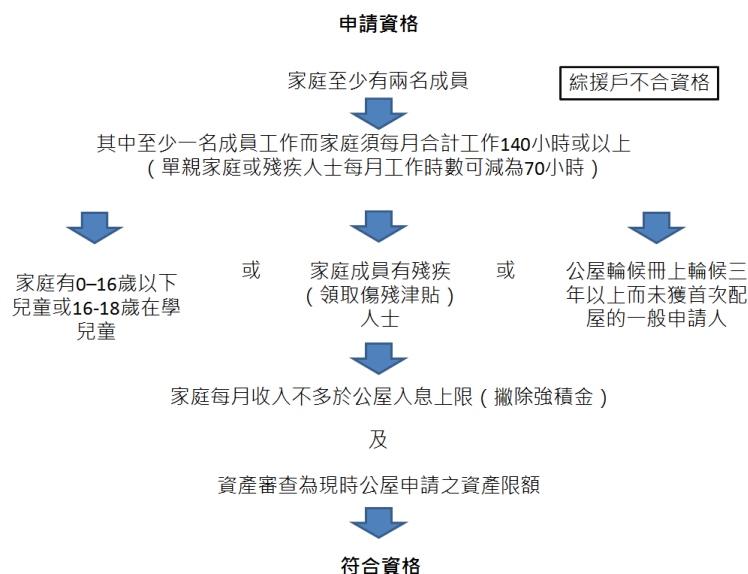 申請資格
家庭至少有兩名成員
綜援戶不合資格
其中至少一名成員工作而家庭須每月合計工作140小時或以上
(單親家庭或殘疾人士每月工作時數可減為70小時)
家庭有0–16歲以下
兒童或16-18歲在學
兒童
或
家庭成員有殘疾
(領取傷殘津貼)
人士
或
公屋輪候冊上輪候三
年以上而未獲首次配
屋的一般申請人
家庭每月收入不多於公屋入息上限(撇除強積金)
及
資產審查為現時公屋申請之資產限額
符合資格